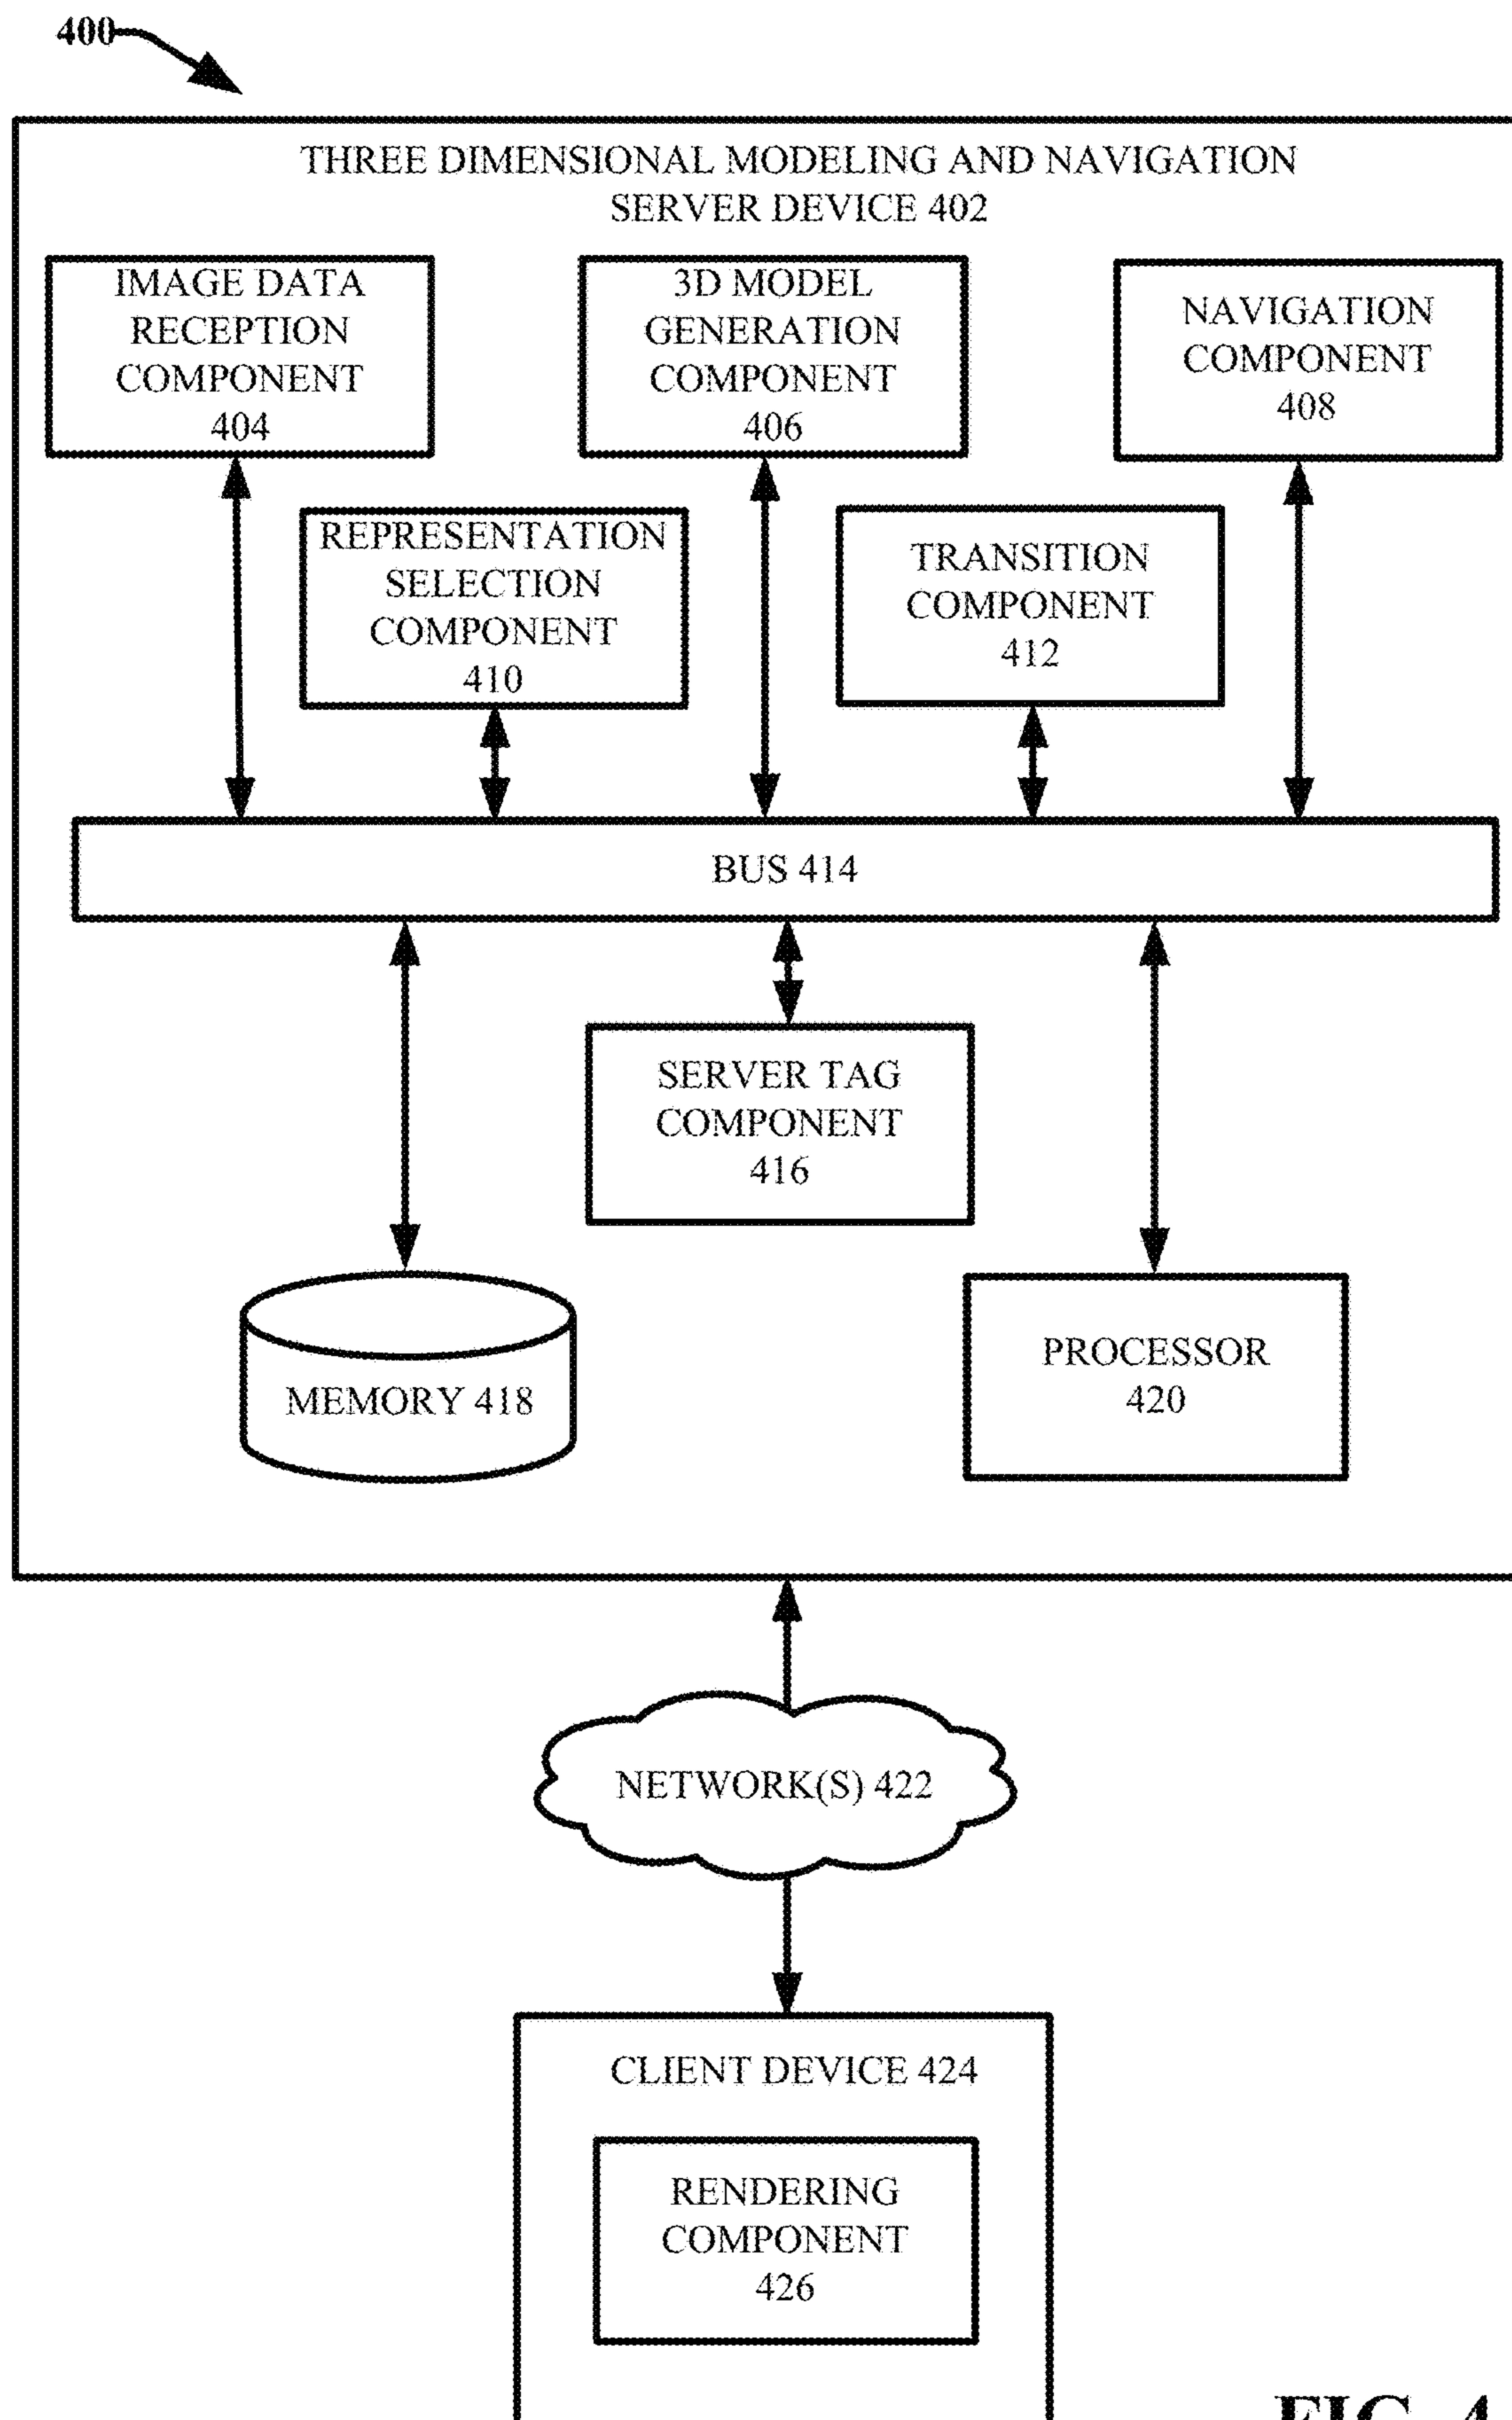 400
THREE DIMENSIONAL MODELING AND NAVIGATION
SERVER DEVICE 402
IMAGE DATA
RECEPTION
COMPONENT
404
3D MODEL
GENERATION
COMPONENT
406
NAVIGATION
COMPONENT
408
REPRESENTATION
SELECTION
COMPONENT
410
TRANSITION
COMPONENT
412
BUS 414
SERVER TAG
COMPONENT
416
MEMORY 418
PROCESSOR
420
NETWORK(S) 422
CLIENT DEVICE 424
RENDERING
COMPONENT
426
FIG. 4